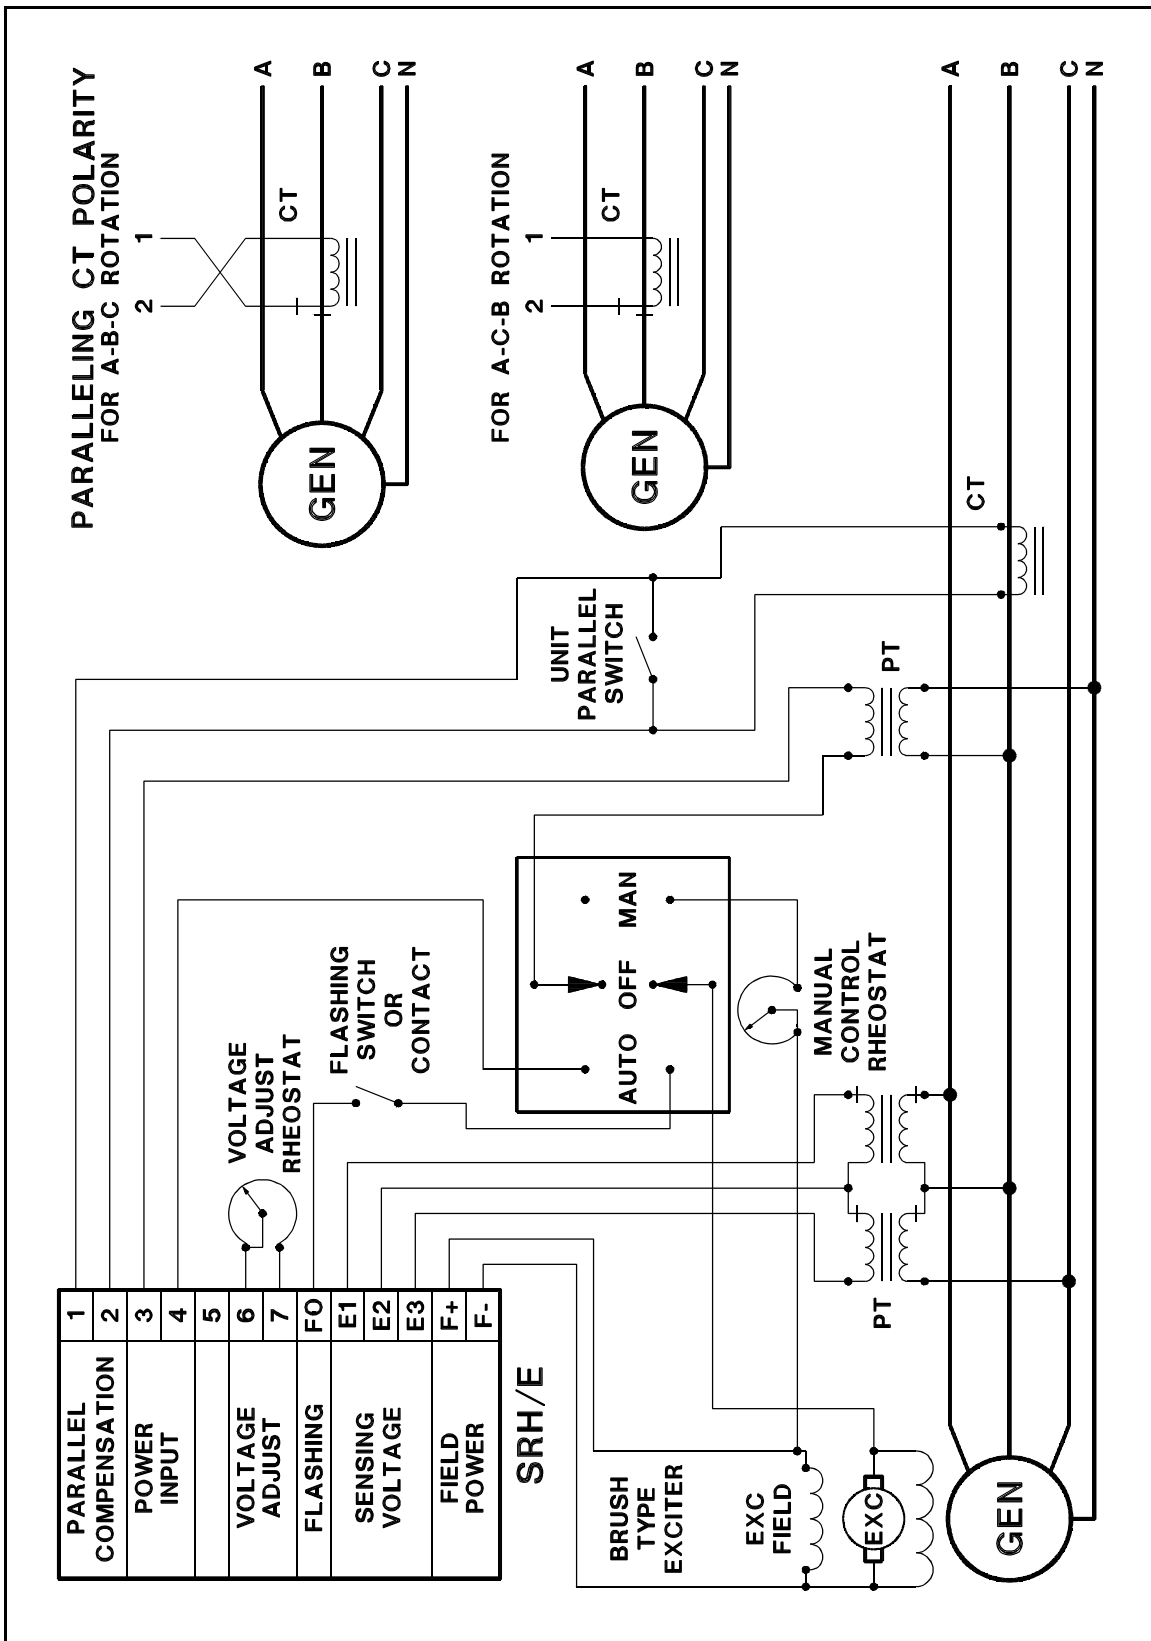 PARALLELING CT POLARITY
FOR A-B-C ROTATION
1
2
CT
GEN
A
B
C
N
FOR A-C-B ROTATION
1
2
CT
GEN
A
B
C
N
PARALLEL
COMPENSATION
POWER
INPUT
VOLTAGE
ADJUST
FLASHING
SENSING
VOLTAGE
FIELD
POWER
1
2
3
4
5
6
7
FO
E1
E2
E3
F+
F-
SRH/E
VOLTAGE
ADJUST
RHEOSTAT
FLASHING
SWITCH
OR
CONTACT
UNIT
PARALLEL
SWITCH
AUTO OFF MAN
MANUAL
CONTROL
RHEOSTAT
BRUSH
TYPE
EXCITER
EXC
FIELD
EXC
PT
PT
CT
GEN
A
B
C
N